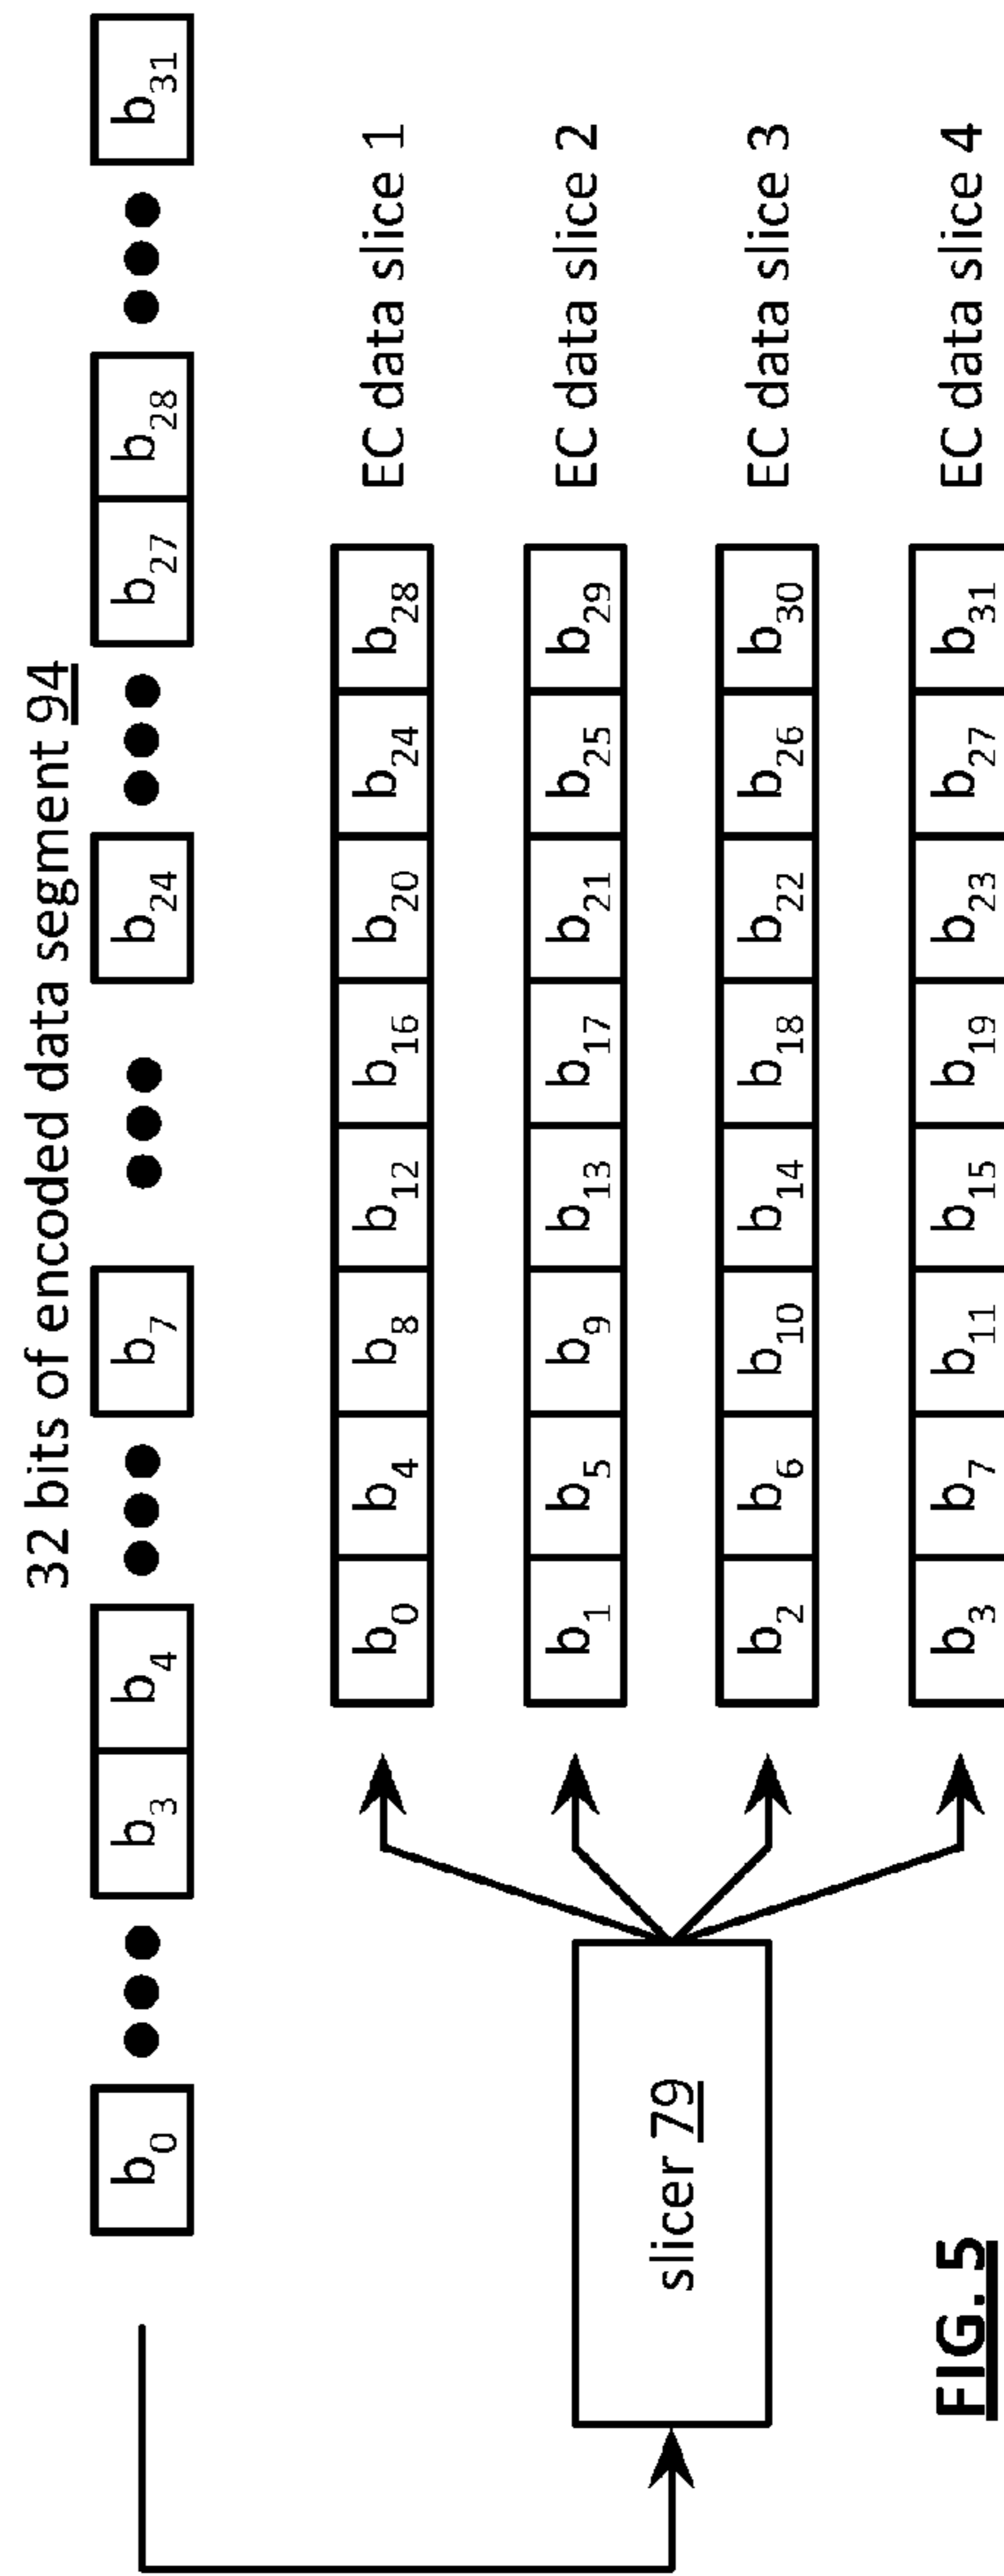 32 bits of encoded data segment 94
b0 ●●● b3 b4 ●●● b7 ●●● b24 ●●● b27 b28 ●●● b31
b0 b4 b8 b12 b16 b20 b24 b28 EC data slice 1
b1 b5 b9 b13 b17 b21 b25 b29 EC data slice 2
slicer 79
b2 b6 b10 b14 b18 b22 b26 b30 EC data slice 3
b3 b7 b11 b15 b19 b23 b27 b31 EC data slice 4
FIG. 5